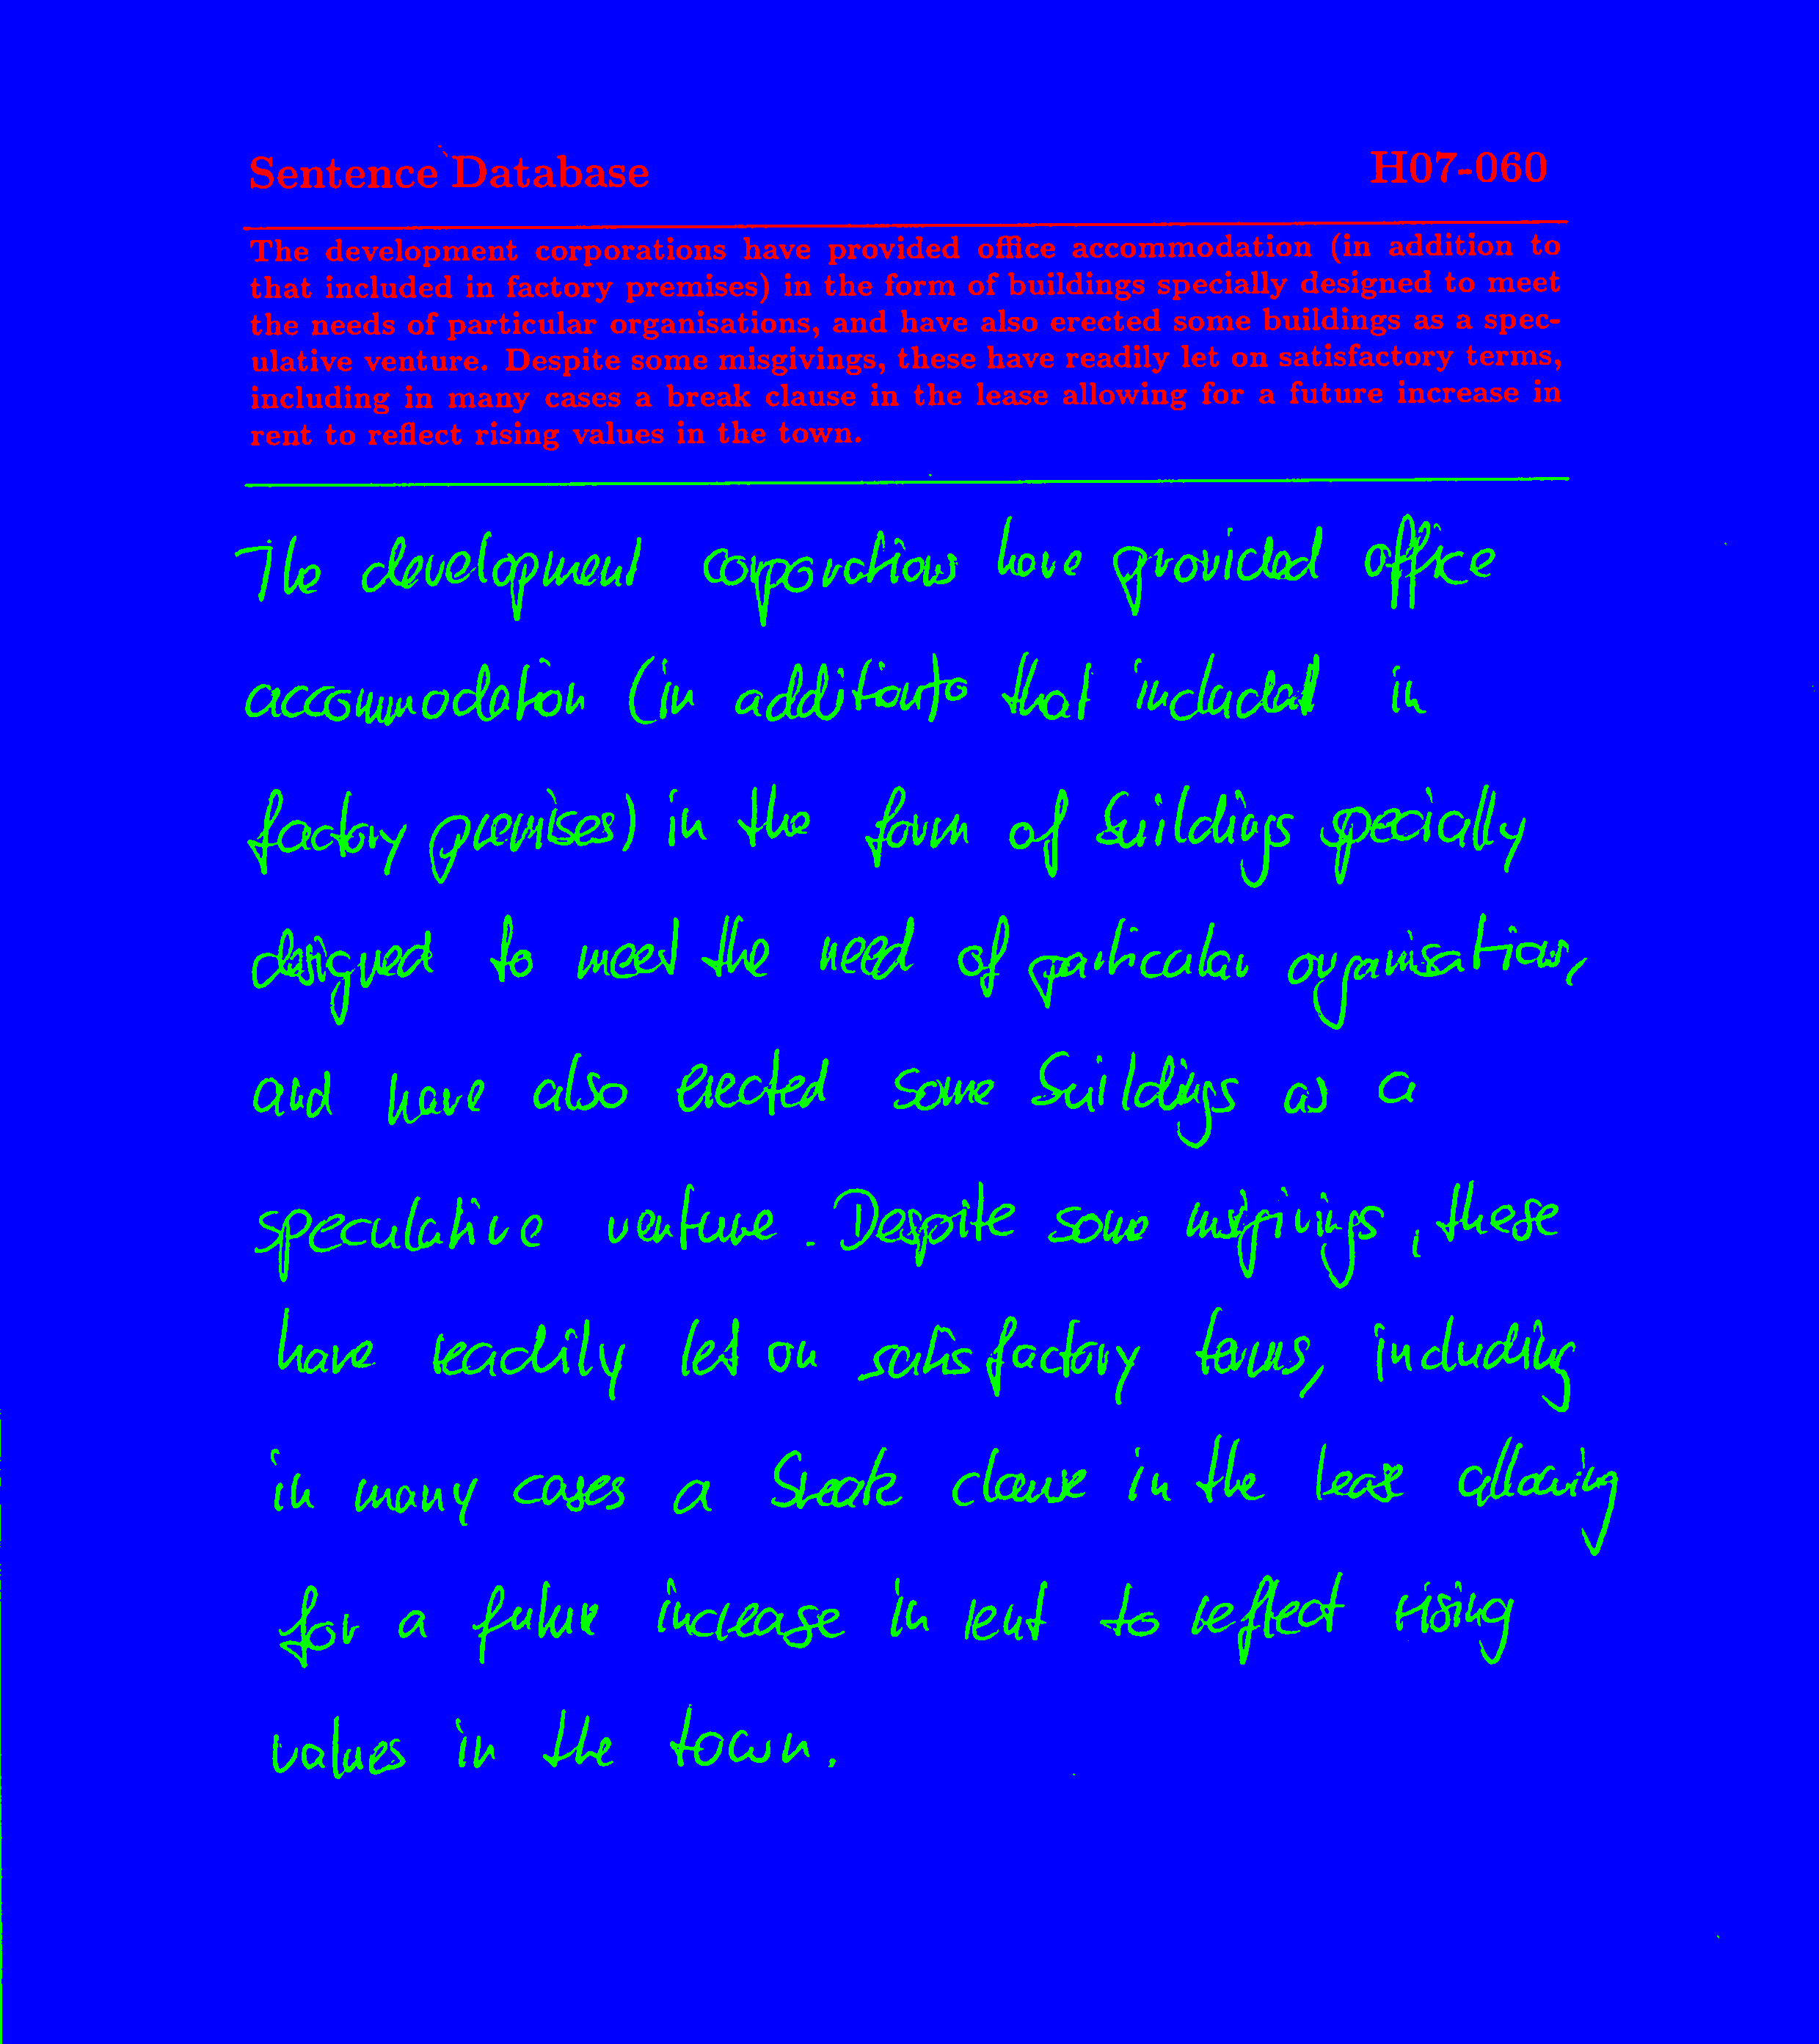 Sentence Database H07-060
The development corporations have provided office accommodation (in addition to
that included in factory premises) in the form of buildings specially designed to meet
the needs of particular organisations, and have also erected some buildings as a spec-
ulative venture. Despite some misgivings, these have readily let on satisfactory terms,
including in many cases a break clause in the lease allowing for a future increase in
rent to reflect rising values in the town.
The development corporations have provided office
accommodation (in addition to that included in
factory premises) in the form of buildings specially
designed to meet the need of particular organisations,
and have also erected some buildings as a
speculative venture. Despite some misgivings, these
have readily let on satisfactory terms, including
in many cases a break clause in the lease allowing
for a future increase in rent to reflect rising
values in the town.